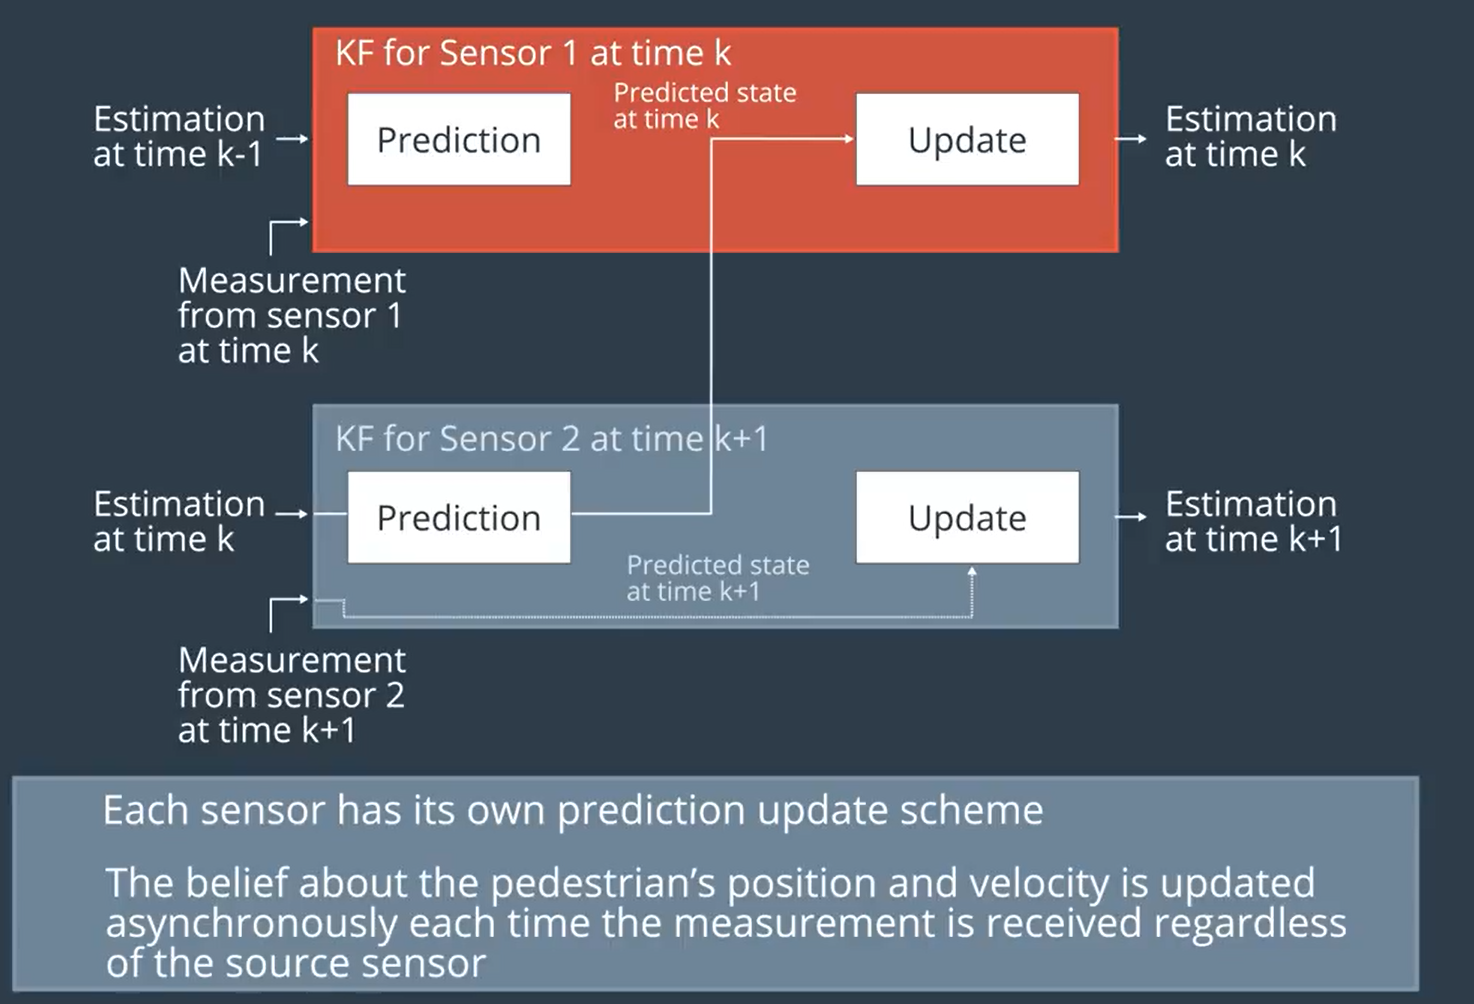 KF for Sensor 1 at time k
Predicted state
at time k
Estimation
at time k-1
Prediction
Update
Estimation
at time k
Measurement
from sensor 1
at time k
KF for Sensor 2 at time k+1
Estimation
at time k
Prediction
Update
Estimation
at time k+1
Predicted state
at time k+1
Measurement
from sensor 2
at time k+1
Each sensor has its own prediction update scheme
The belief about the pedestrian’s position and velocity is updated
asynchronously each time the measurement is received regardless
of the source sensor